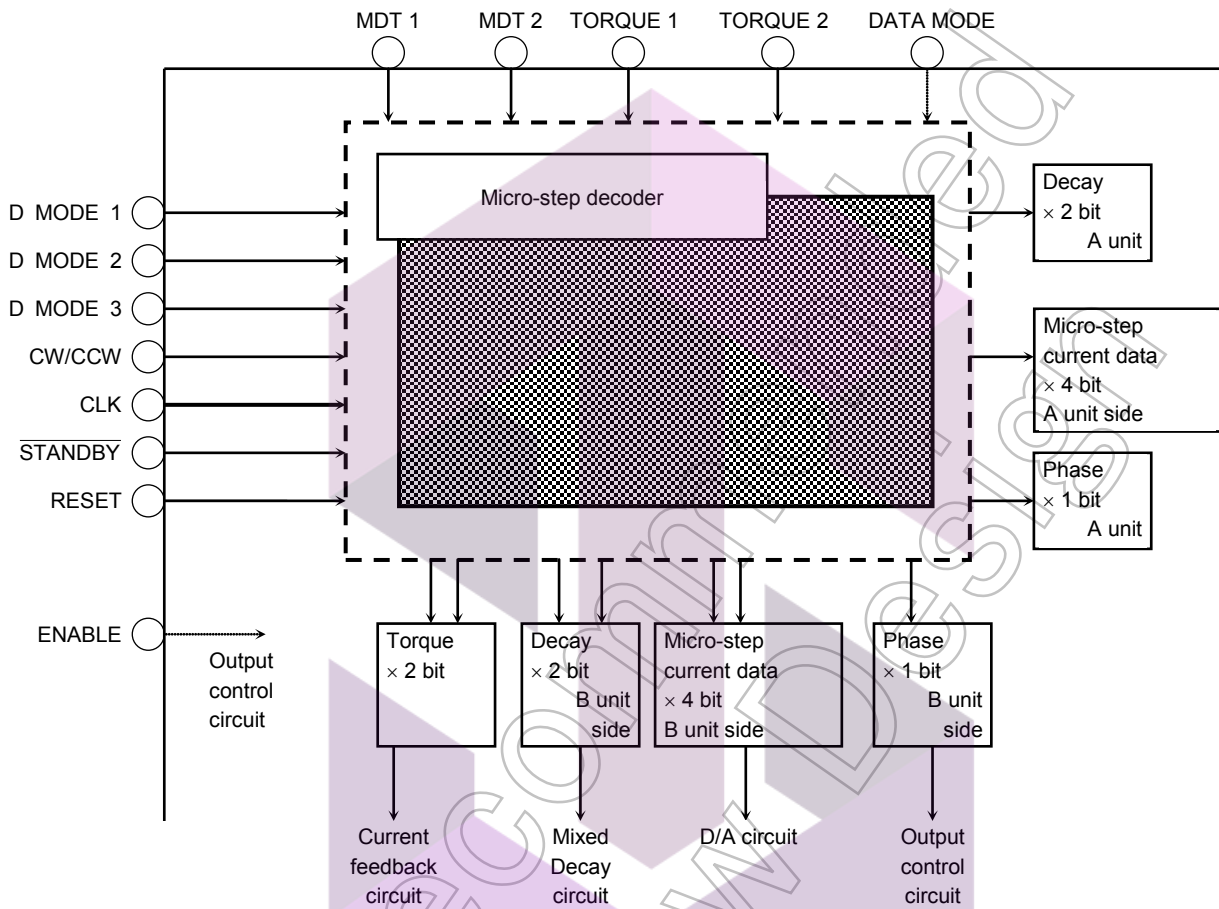 MDT 1 MDT 2 TORQUE 1 TORQUE 2 DATA MODE
Micro-step decoder
D MODE 1
D MODE 2
D MODE 3
CW/CCW
CLK
STANDBY
RESET
ENABLE
Output
control
circuit
Decay
× 2 bit
A unit
Micro-step
current data
× 4 bit
A unit side
Phase
× 1 bit
A unit
Torque
× 2 bit
Decay
× 2 bit
B unit
side
Micro-step
current data
× 4 bit
B unit side
Phase
× 1 bit
B unit
side
Current
feedback
circuit
Mixed
Decay
circuit
D/A circuit
Output
control
circuit